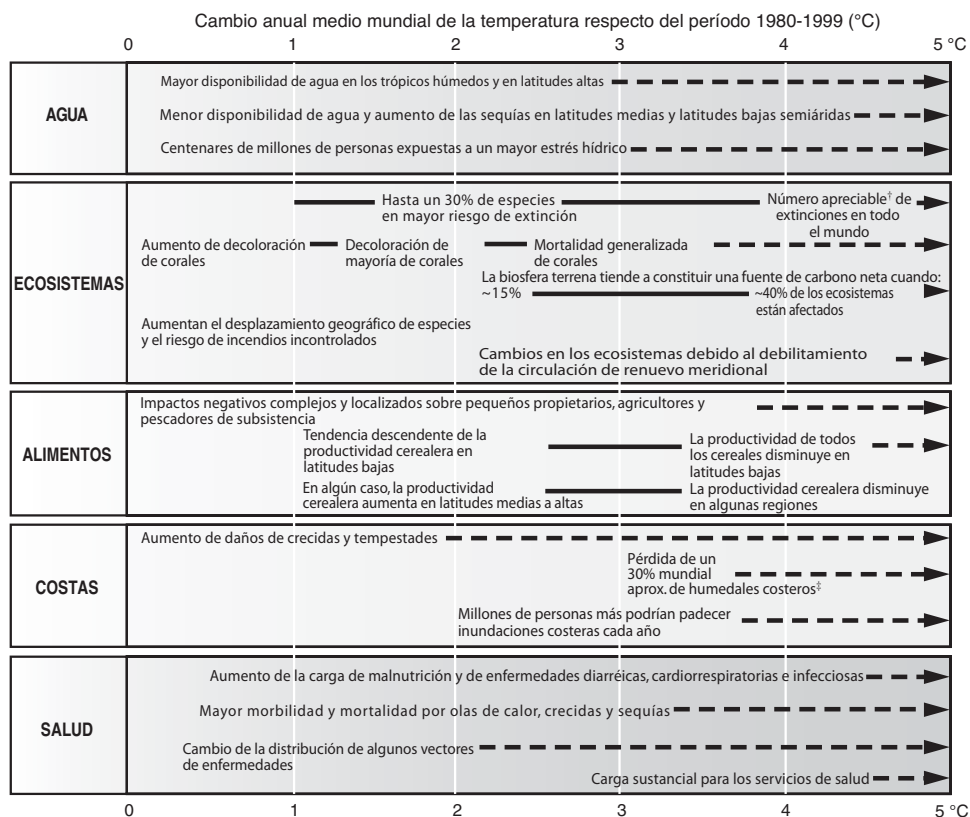 Cambio anual medio mundial de la temperatura respecto del período 1980-1999 (°C)
0 1 2 3 4 5 °C
AGUA
Mayor disponibilidad de agua en los trópicos húmedos y en latitudes altas
Menor disponibilidad de agua y aumento de las sequías en latitudes medias y latitudes bajas semiáridas
Centenares de millones de personas expuestas a un mayor estrés hídrico
ECOSISTEMAS
Hasta un 30% de especies
en mayor riesgo de extinción
Número apreciable† de
extinciones en todo
el mundo
Aumento de decoloración
de corales
Decoloración de
mayoría de corales
Mortalidad generalizada
de corales
La biosfera terrena tiende a constituir una fuente de carbono neta cuando:
~15%
~40% de los ecosistemas
están afectados
Aumentan el desplazamiento geográfico de especies
y el riesgo de incendios incontrolados
Cambios en los ecosistemas debido al debilitamiento
de la circulación de renuevo meridional
ALIMENTOS
Impactos negativos complejos y localizados sobre pequeños propietarios, agricultores y
pescadores de subsistencia
Tendencia descendente de la
productividad cerealera en
latitudes bajas
La productividad de todos
los cereales disminuye en
latitudes bajas
En algún caso, la productividad
cerealera aumenta en latitudes medias a altas
La productividad cerealera disminuye
en algunas regiones
COSTAS
Aumento de daños de crecidas y tempestades
Pérdida de un
30% mundial
aprox. de humedales costeros‡
Millones de personas más podrían padecer
inundaciones costeras cada año
SALUD
Aumento de la carga de malnutrición y de enfermedades diarréicas, cardiorrespiratorias e infecciosas
Mayor morbilidad y mortalidad por olas de calor, crecidas y sequías
Cambio de la distribución de algunos vectores
de enfermedades
Carga sustancial para los servicios de salud
0 1 2 3 4 5 °C